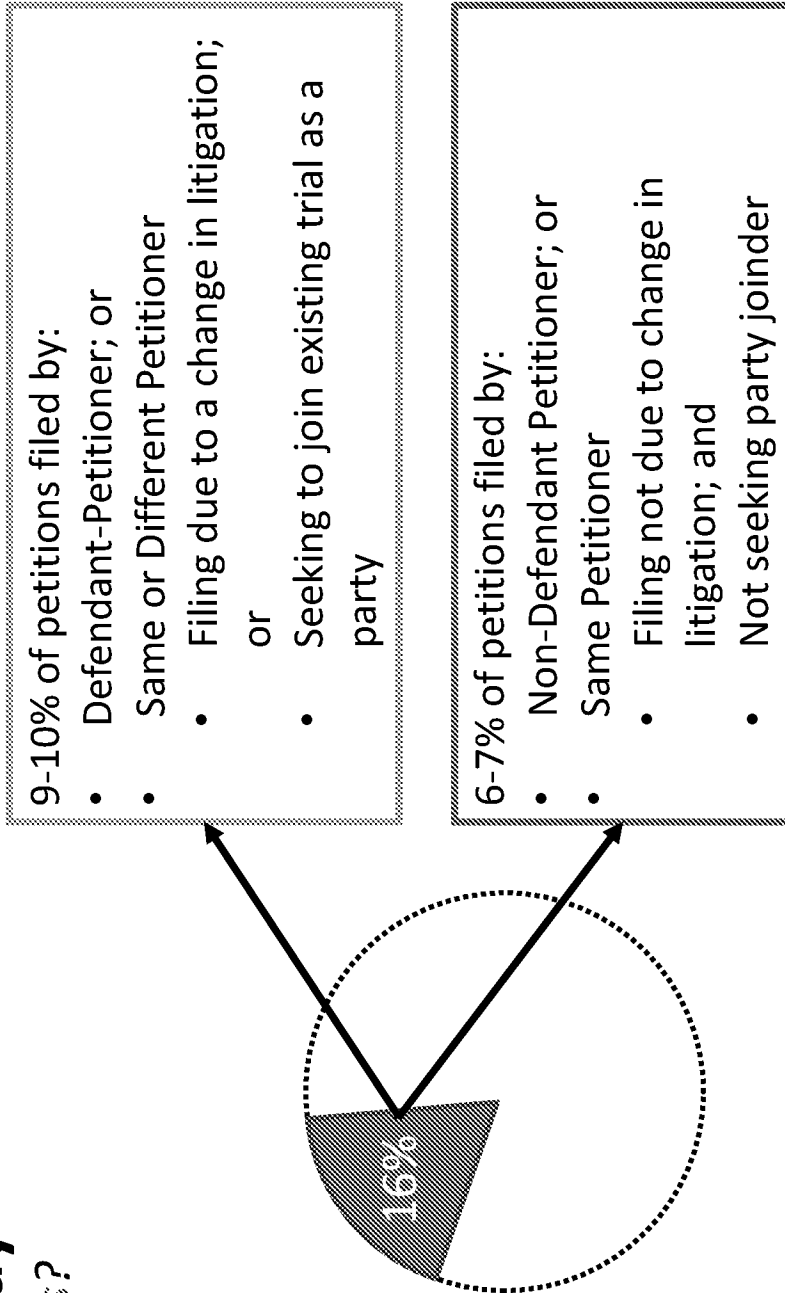 9-10% of petitions filed by:
• Defendant-Petitioner; or
• Same or Different Petitioner
• Filing due to a change in litigation;
or
• Seeking to join existing trial as a
party
16%
6-7% of petitions filed by:
• Non-Defendant Petitioner; or
• Same Petitioner
• Filing not due to change in
litigation; and
• Not seeking party joinder